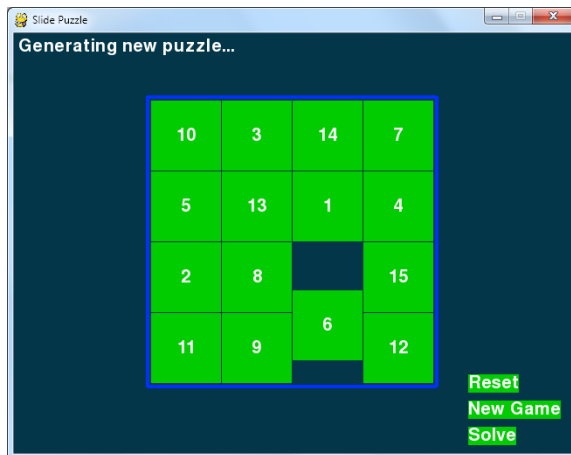 Slide Puzzle
Generating new puzzle...
10 3 14 7
5 13 1 4
2 8 15
6
11 9 12
Reset
New Game
Solve